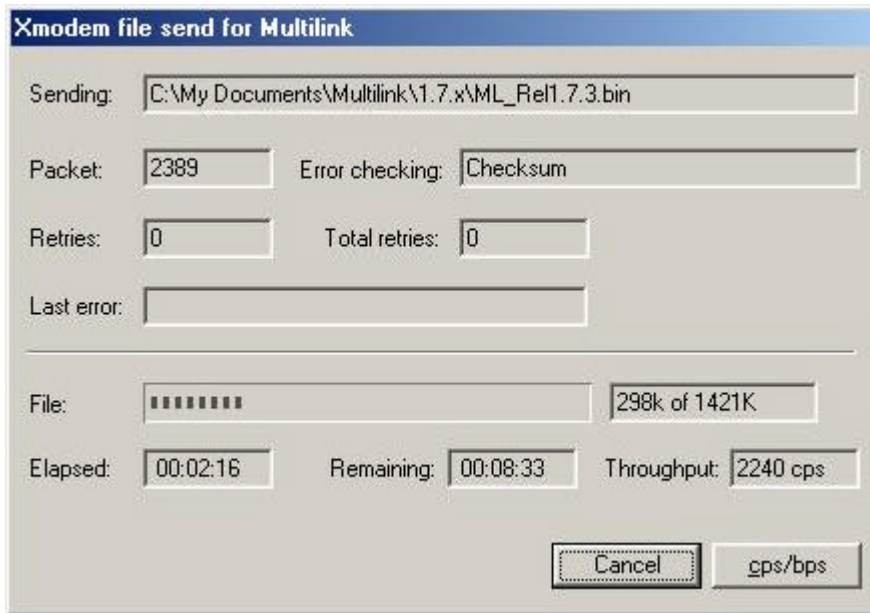 Xmodem file send for Multilink
Sending: C:\My Documents\Multilink\1.7.x\ML_Rel1.7.3.bin
Packet: 2389 Error checking: Checksum
Retries: 0 Total retries: 0
Last error:
File: 298k of 1421K
Elapsed: 00:02:16 Remaining: 00:08:33 Throughput: 2240 cps
Cancel cps/bps